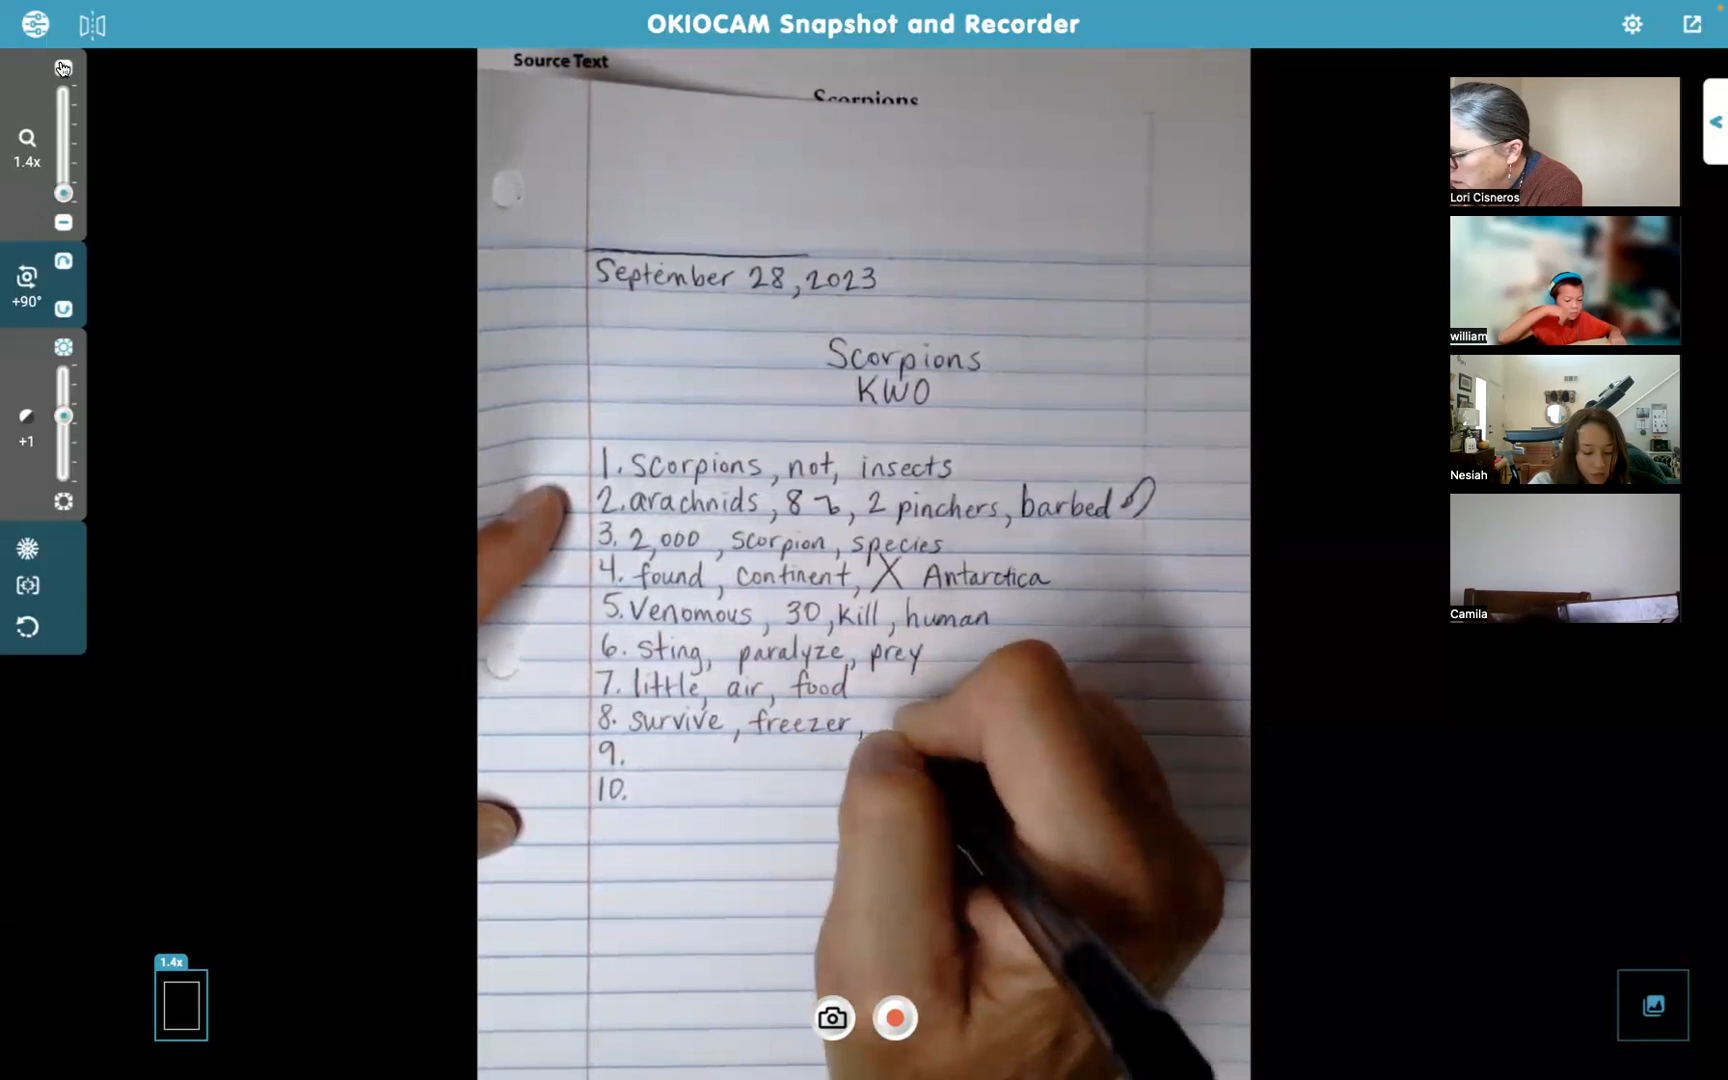 OKIOCAM Snapshot and Recorder
Source Text
Scorpions
1.4x
+90°
+1
September 28, 2023
Scorpions
KWO
1. scorpions, not, insects
2. arachnids, 8, 2 pinchers, barbed
3. 2,000, scorpion, species
4. found, continent, X Antarctica
5. Venomous, 30, kill, human
6. sting, paralyze, prey
7. little, air, food
8. survive, freezer,
9.
10.
Lori Cisneros
william
Nesiah
Camila
1.4x